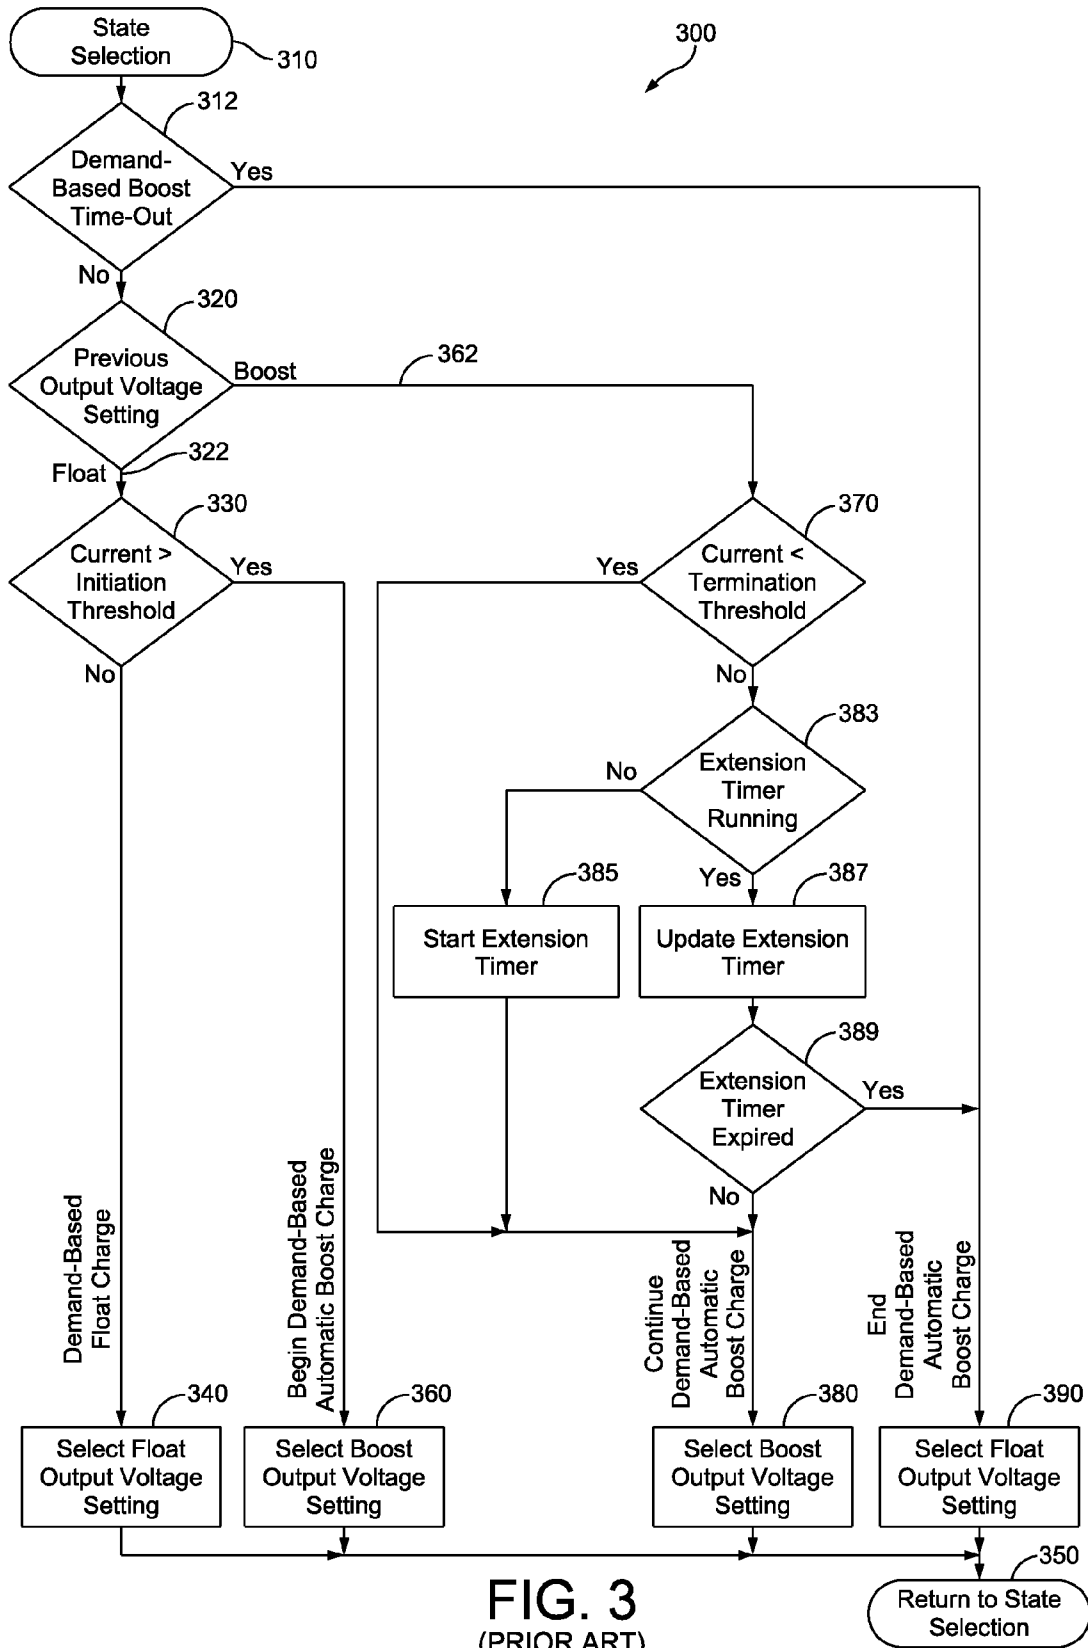 State
Selection
310
300
312
Demand-
Based Boost
Time-Out
Yes
No
320
Previous
Output Voltage
Setting
Boost
362
Float
322
330
Current >
Initiation
Threshold
Yes
No
370
Current <
Termination
Threshold
Yes
No
383
Extension
Timer
Running
No
Yes
385
Start Extension
Timer
387
Update Extension
Timer
389
Extension
Timer
Expired
Yes
No
Demand-Based
Float Charge
Begin Demand-Based
Automatic Boost Charge
Continue
Demand-Based
Automatic
Boost Charge
End
Demand-Based
Automatic
Boost Charge
340
Select Float
Output Voltage
Setting
360
Select Boost
Output Voltage
Setting
380
Select Boost
Output Voltage
Setting
390
Select Float
Output Voltage
Setting
350
Return to State
Selection
FIG. 3
(PRIOR ART)